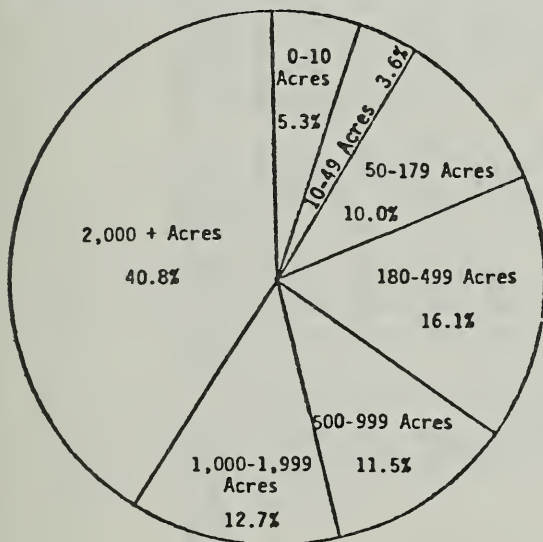 0-10
Acres
5.3%
10-49 Acres 3.6%
50-179 Acres
10.0%
180-499 Acres
16.1%
500-999 Acres
11.5%
1,000-1,999
Acres
12.7%
2,000 + Acres
40.8%